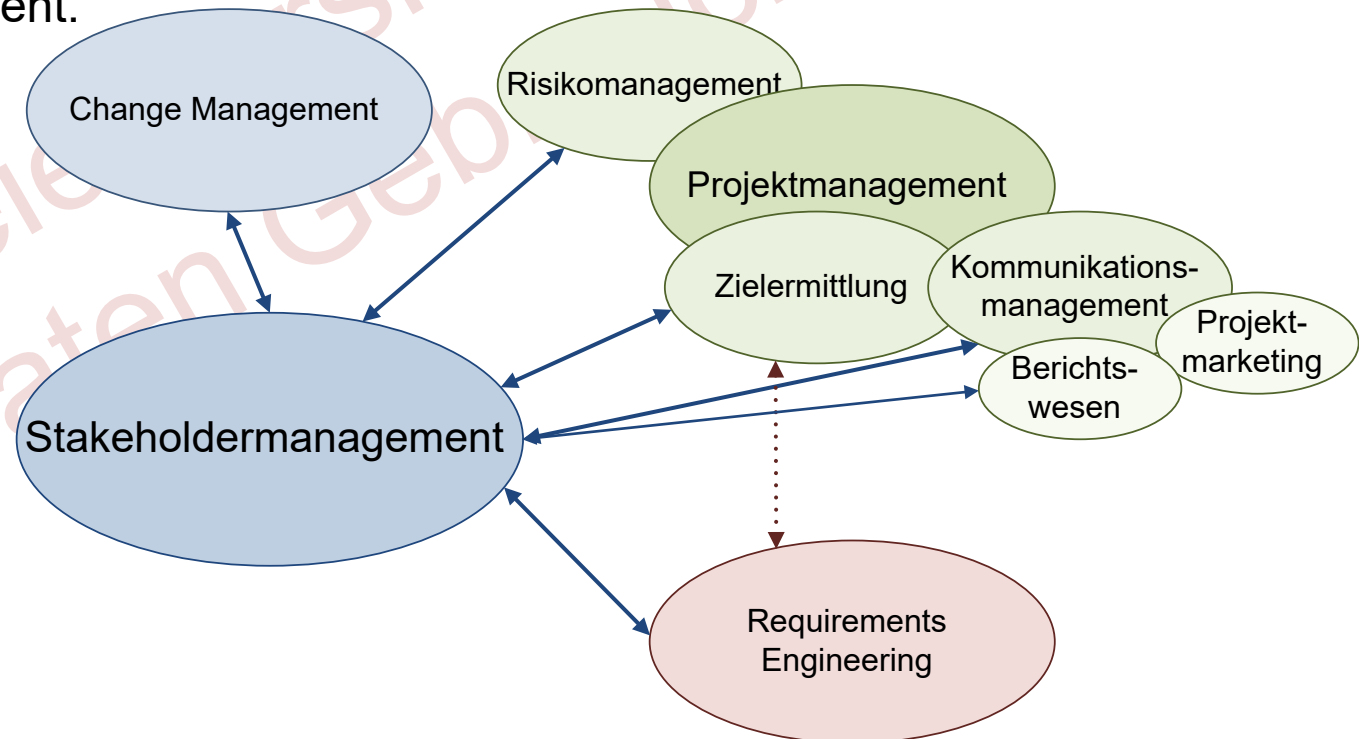 ent.
Change Management
Risikomanagement
Projektmanagement
Zielermittlung
Kommunikations-
management
Projekt-
marketing
Berichts-
wesen
Stakeholdermanagement
Requirements
Engineering